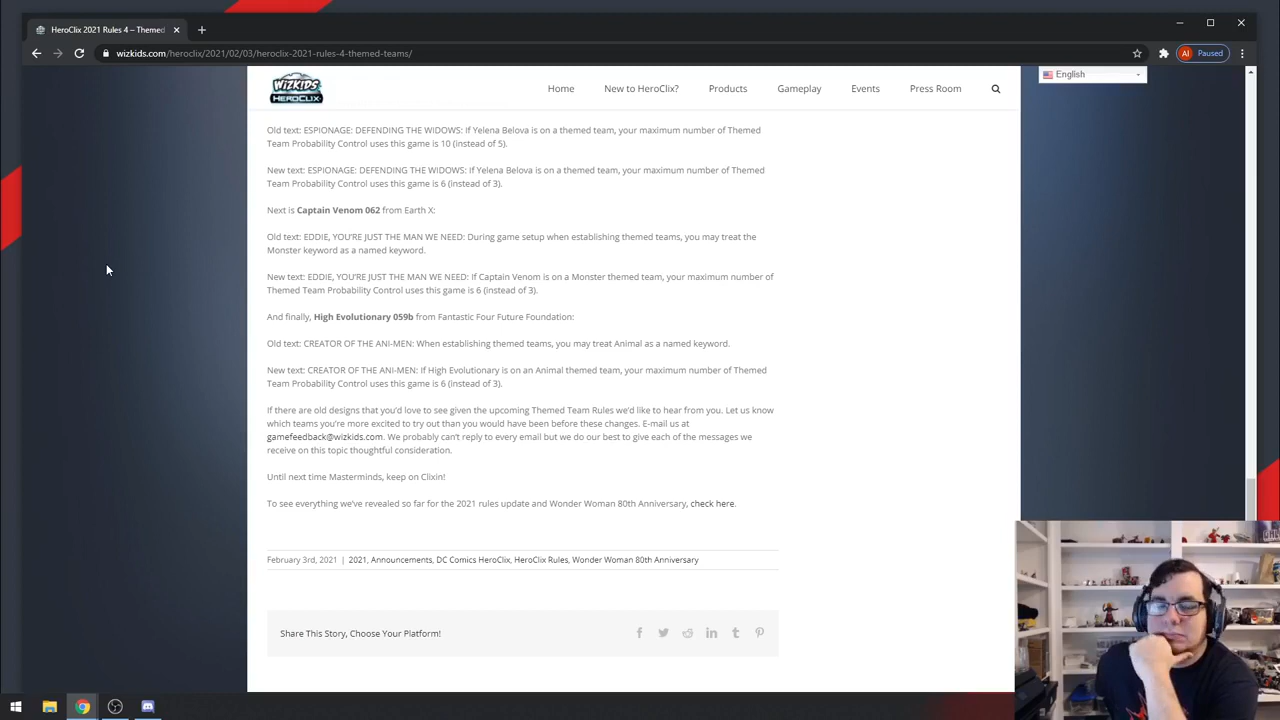 HeroClix 2021 Rules 4 – Themed
wizkids.com/heroclix/2021/02/03/heroclix-2021-rules-4-themed-teams/
AI Paused
WIZKIDS
HEROCLIX
Home New to HeroClix? Products Gameplay Events Press Room
English
Old text: ESPIONAGE: DEFENDING THE WIDOWS: If Yelena Belova is on a themed team, your maximum number of Themed
Team Probability Control uses this game is 10 (instead of 5).
New text: ESPIONAGE: DEFENDING THE WIDOWS: If Yelena Belova is on a themed team, your maximum number of Themed
Team Probability Control uses this game is 6 (instead of 3).
Next is Captain Venom 062 from Earth X:
Old text: EDDIE, YOU'RE JUST THE MAN WE NEED: During game setup when establishing themed teams, you may treat the
Monster keyword as a named keyword.
New text: EDDIE, YOU'RE JUST THE MAN WE NEED: If Captain Venom is on a Monster themed team, your maximum number of
Themed Team Probability Control uses this game is 6 (instead of 3).
And finally, High Evolutionary 059b from Fantastic Four Future Foundation:
Old text: CREATOR OF THE ANI-MEN: When establishing themed teams, you may treat Animal as a named keyword.
New text: CREATOR OF THE ANI-MEN: If High Evolutionary is on an Animal themed team, your maximum number of Themed
Team Probability Control uses this game is 6 (instead of 3).
If there are old designs that you'd love to see given the upcoming Themed Team Rules we'd like to hear from you. Let us know
which teams you're more excited to try out than you would have been before these changes. E-mail us at
gamefeedback@wizkids.com. We probably can't reply to every email but we do our best to give each of the messages we
receive on this topic thoughtful consideration.
Until next time Masterminds, keep on Clixin!
To see everything we've revealed so far for the 2021 rules update and Wonder Woman 80th Anniversary, check here.
February 3rd, 2021 | 2021, Announcements, DC Comics HeroClix, HeroClix Rules, Wonder Woman 80th Anniversary
Share This Story, Choose Your Platform!